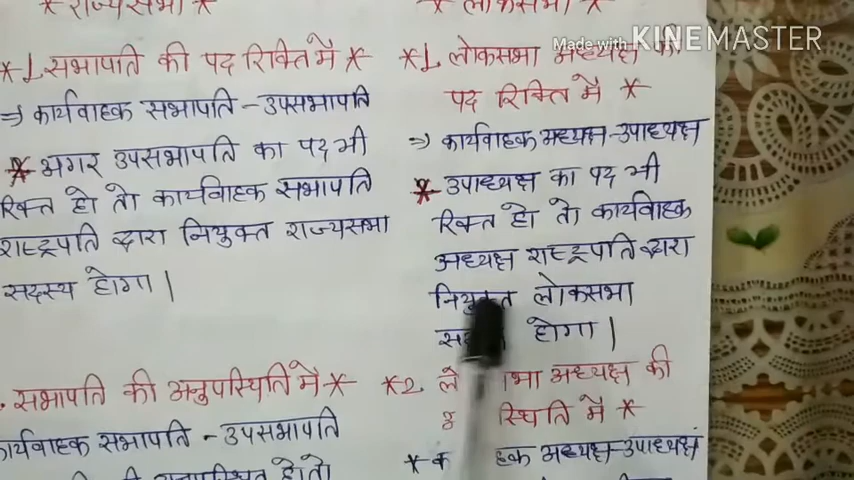 * राज्यसभा *
*1. सभापति की पद रिक्ति मै *
⇒ कार्यवाहक सभापति - उपसभापति
* अगर उपसभापति का पद भी
रिक्त हो तो कार्यवाहक सभापति
राष्ट्रपति द्वारा नियुक्त राज्यसभा
सदस्य होगा |
. सभापति की अनुपस्थिति मै *
कार्यवाहक सभापति - उपसभापति
* लोकसभा *
Made with KINEMASTER
*1. लोकसभा अध्यक्ष की
पद रिक्ति मै *
⇒ कार्यवाहक अध्यक्ष - उपाध्यक्ष
* उपाध्यक्ष का पद भी
रिक्त हो तो कार्यवाहक
अध्यक्ष राष्ट्रपति द्वारा
नियुक्त लोकसभा
होगा |
*2. अध्यक्ष की
मै *
* अध्यक्ष - उपाध्यक्ष